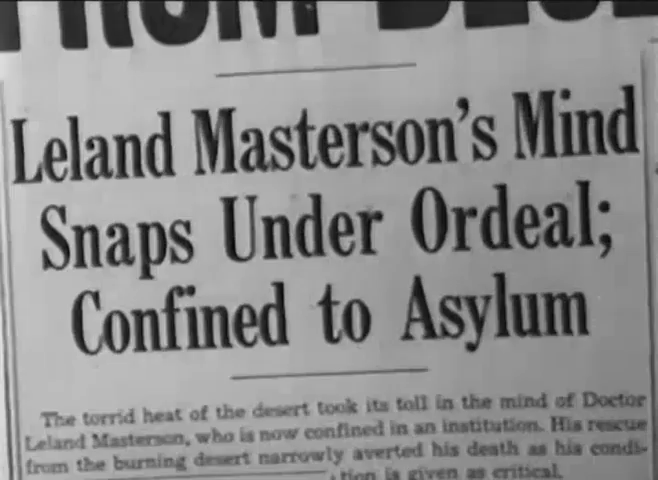 FROM
Leland Masterson's Mind
Snaps Under Ordeal;
Confined to Asylum
The torrid heat of the desert took its toll in the mind of Doctor
Leland Masterson, who is now confined in an institution. His rescue
from the burning desert narrowly averted his death as his condi-
tion is given as critical.